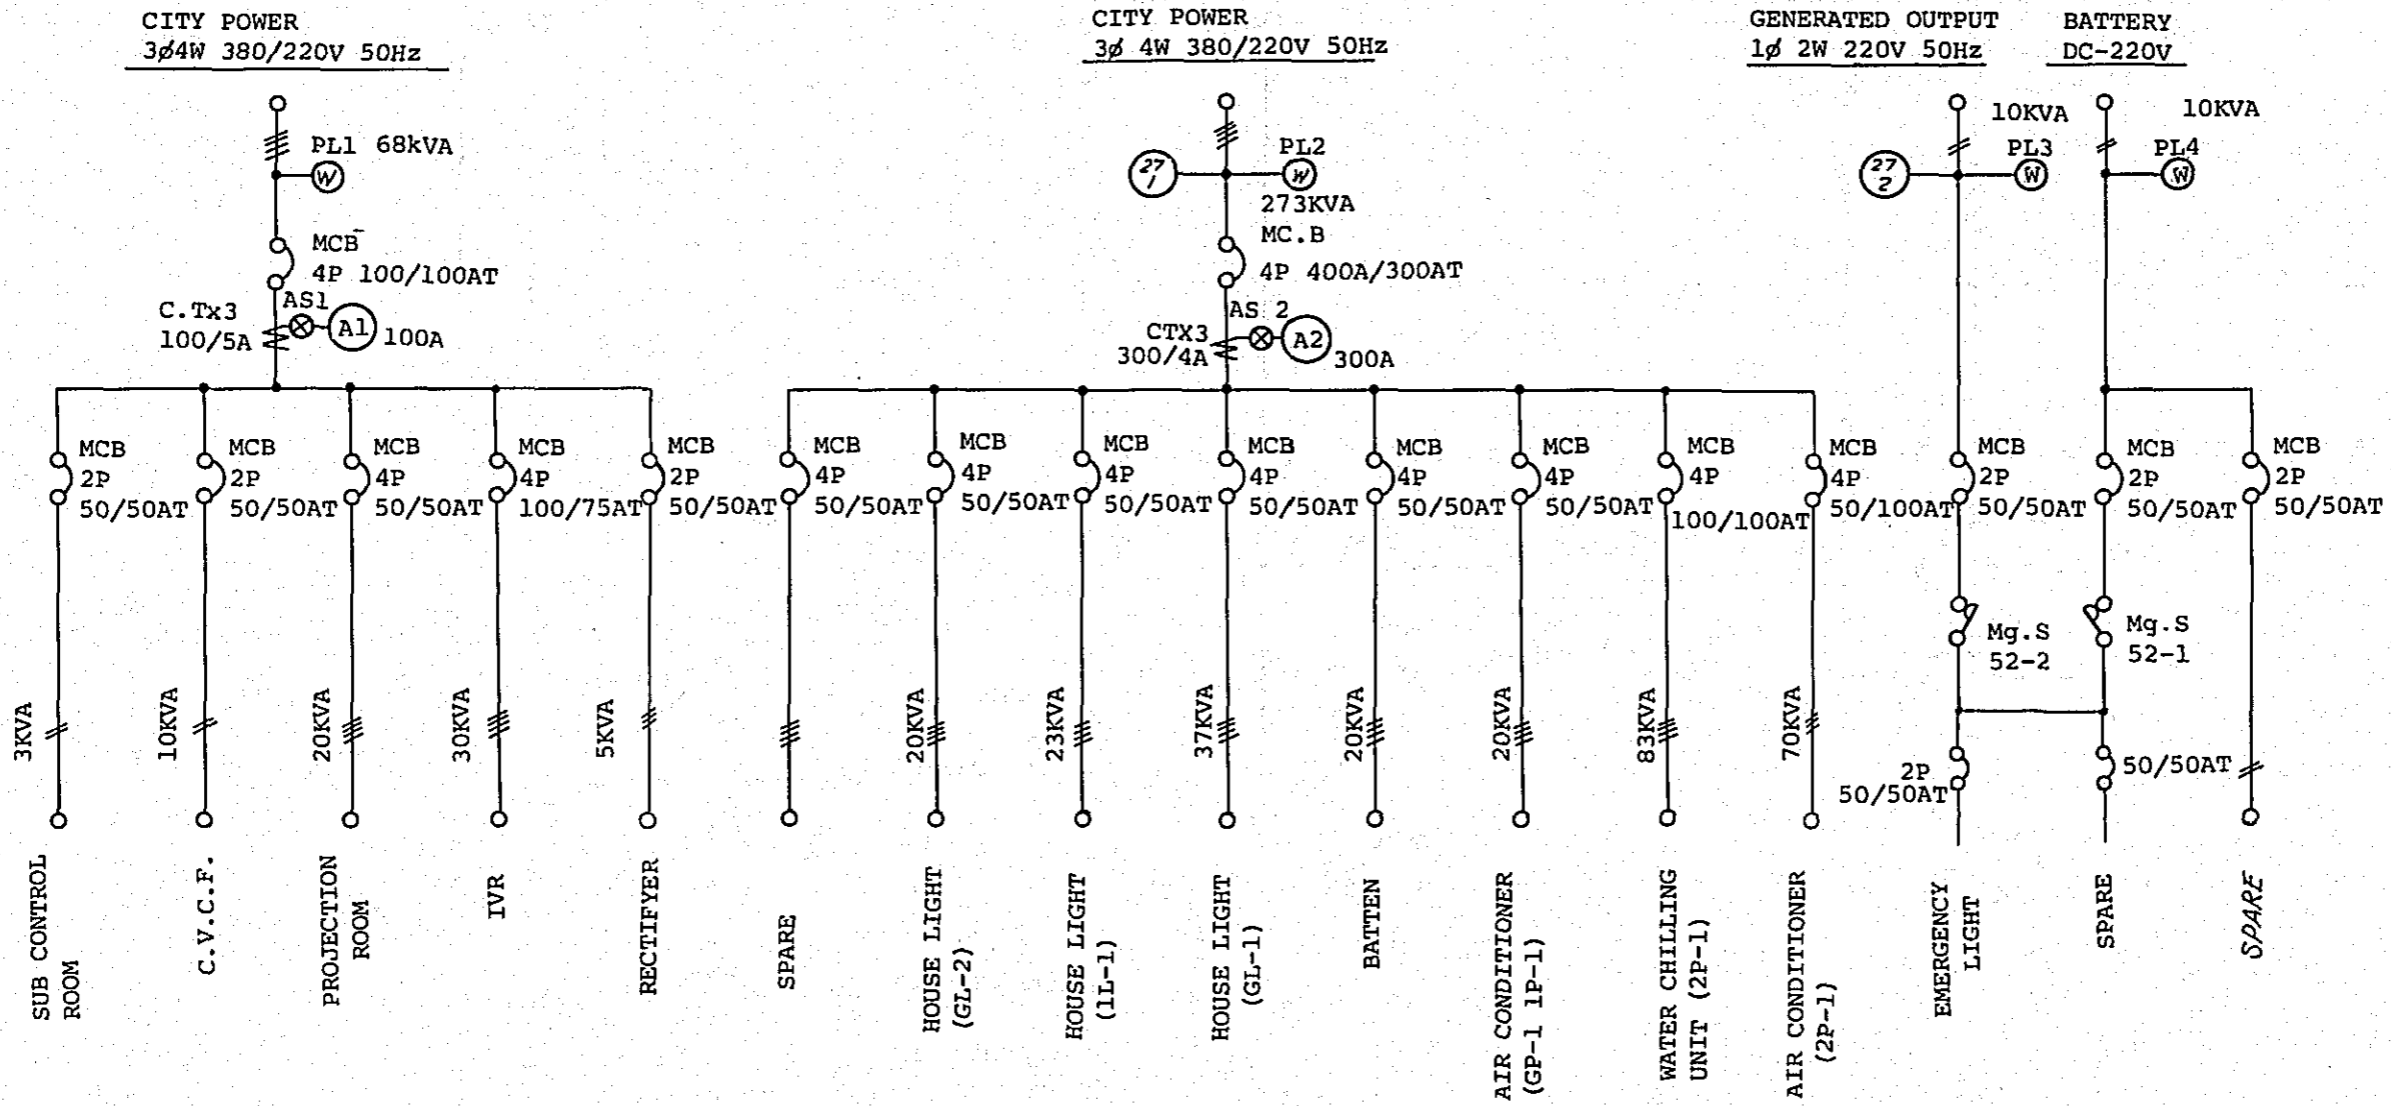 CITY POWER
3ø4W 380/220V 50Hz
CITY POWER
3ø 4W 380/220V 50Hz
GENERATED OUTPUT
1ø 2W 220V 50Hz
BATTERY
DC-220V
PL1 68kVA
W
MCB
4P 100/100AT
C.Tx3
100/5A
AS1
A1
100A
27
1
PL2
W
273KVA
MC.B
4P 400A/300AT
AS 2
CTX3
300/4A
A2
300A
10KVA
27
2
PL3
W
10KVA
PL4
W
MCB
2P
50/50AT
MCB
2P
50/50AT
MCB
4P
50/50AT
MCB
4P
100/75AT
MCB
2P
50/50AT
MCB
4P
50/50AT
MCB
4P
50/50AT
MCB
4P
50/50AT
MCB
4P
50/50AT
MCB
4P
50/50AT
MCB
4P
50/50AT
MCB
4P
100/100AT
MCB
4P
50/100AT
MCB
2P
50/50AT
MCB
2P
50/50AT
MCB
2P
50/50AT
Mg.S
52-2
Mg.S
52-1
3KVA
10KVA
20KVA
30KVA
5KVA
20KVA
23KVA
37KVA
20KVA
20KVA
83KVA
70KVA
2P
50/50AT
50/50AT
SUB CONTROL
ROOM
C.V.C.F.
PROJECTION
ROOM
IVR
RECTIFYER
SPARE
HOUSE LIGHT
(GL-2)
HOUSE LIGHT
(1L-1)
HOUSE LIGHT
(GL-1)
BATTEN
AIR CONDITIONER
(GP-1 1P-1)
WATER CHILLING
UNIT (2P-1)
AIR CONDITIONER
(2P-1)
EMERGENCY
LIGHT
SPARE
SPARE